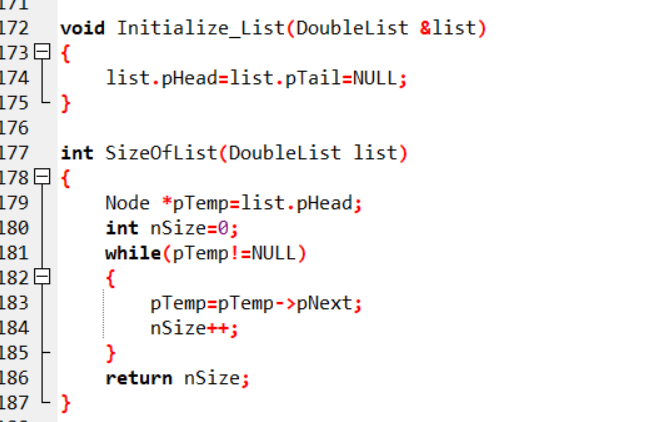 171
172 void Initialize_List(DoubleList &list)
173 {
174 list.pHead=list.pTail=NULL;
175 }
176
177 int SizeOfList(DoubleList list)
178 {
179 Node *pTemp=list.pHead;
180 int nSize=0;
181 while(pTemp!=NULL)
182 {
183 pTemp=pTemp->pNext;
184 nSize++;
185 }
186 return nSize;
187 }